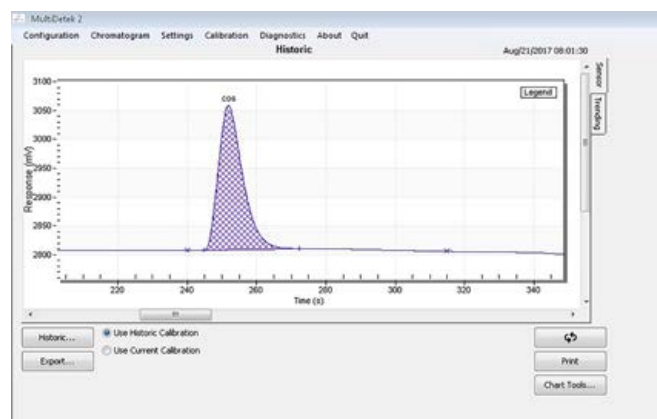 MultiDetek 2
Configuration Chromatogram Settings Calibration Diagnostics About Quit
Historic Aug/21/2017 08:01:30
3100
3050
3000
2950
2900
2850
2800
Response (mV)
cos
Legend
Sensor
Trending
220 240 260 280 300 320 340
Time (s)
Historic...
Use Historic Calibration
Export...
Use Current Calibration
Print
Chart Tools...